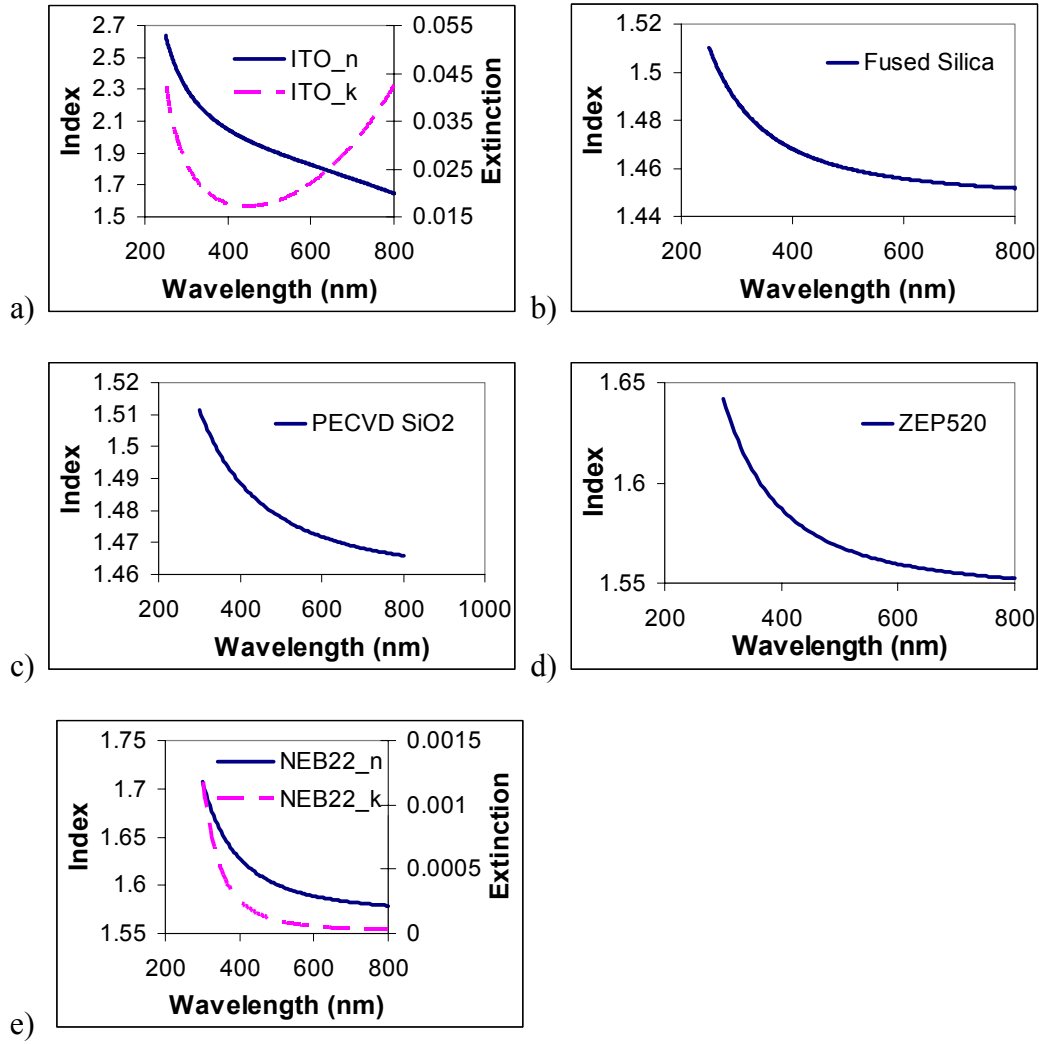 2.7
2.5
2.3
2.1
1.9
1.7
1.5
Index
0.055
0.045
0.035
0.025
0.015
Extinction
ITO_n
ITO_k
200 400 600 800
Wavelength (nm)
a)
1.52
1.5
1.48
1.46
1.44
Index
Fused Silica
200 400 600 800
Wavelength (nm)
b)
1.52
1.51
1.5
1.49
1.48
1.47
1.46
Index
PECVD SiO2
200 400 600 800 1000
Wavelength (nm)
c)
1.65
1.6
1.55
Index
ZEP520
200 400 600 800
Wavelength (nm)
d)
1.75
1.7
1.65
1.6
1.55
Index
0.0015
0.001
0.0005
0
Extinction
NEB22_n
NEB22_k
200 400 600 800
Wavelength (nm)
e)